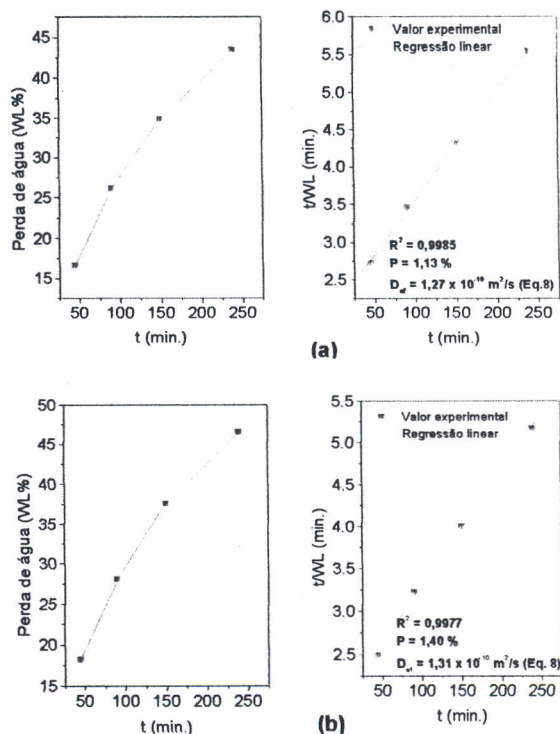 45
40
35
30
25
20
15
Perda de água (WL%)
50 100 150 200 250
t (min.)
5.5
5.0
4.5
4.0
3.5
3.0
2.5
t/WL (min.)
Valor experimental
Regressão linear
R² = 0,9985
P = 1,13 %
D_ef = 1,27 x 10⁻¹⁰ m²/s (Eq.8)
50 100 150 200 250
t (min.)
(a)
50
45
40
35
30
25
20
15
Perda de água (WL%)
50 100 150 200 250
t (min.)
5.5
5.0
4.5
4.0
3.5
3.0
2.5
t/WL (min.)
Valor experimental
Regressão linear
R² = 0,9977
P = 1,40 %
D_ef = 1,31 x 10⁻¹⁰ m²/s (Eq. 8)
50 100 150 200 250
t (min.)
(b)